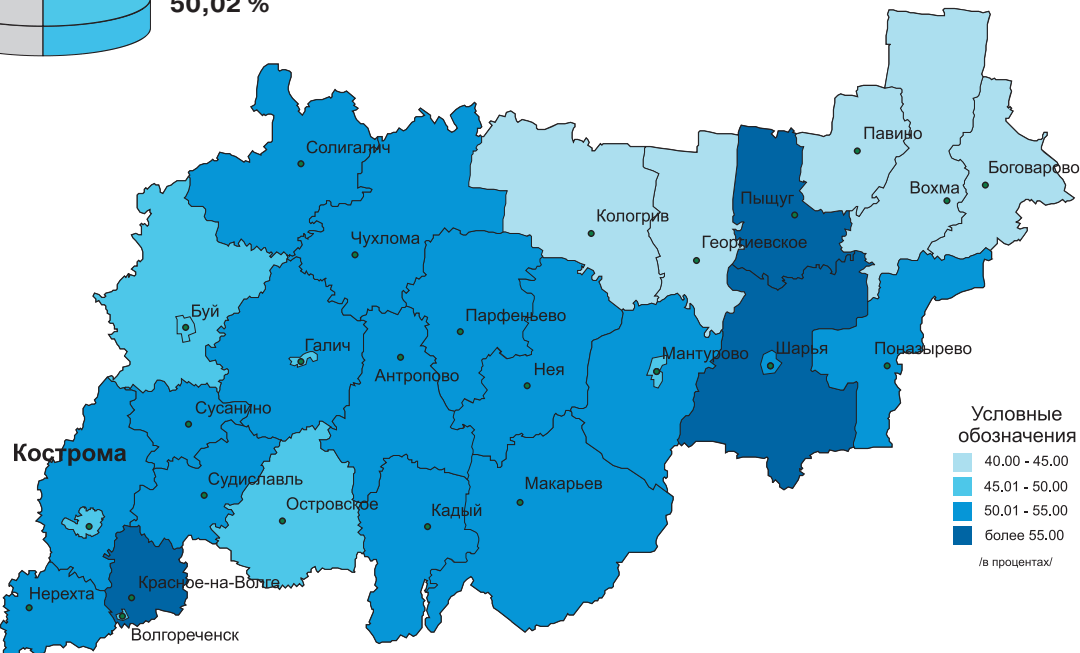 50,02 %
Солигалич
Павино
Боговарово
Вохма
Пыщуг
Кологрив
Георгиевское
Чухлома
Буй
Парфеньево
Галич
Антропово
Нея
Мантурово
Шарья
Поназырево
Сусанино
Кострома
Судиславль
Островское
Кадый
Макарьев
Нерехта
Красное-на-Волге
Волгореченск
Условные
обозначения
40.00 - 45.00
45.01 - 50.00
50.01 - 55.00
более 55.00
/в процентах/